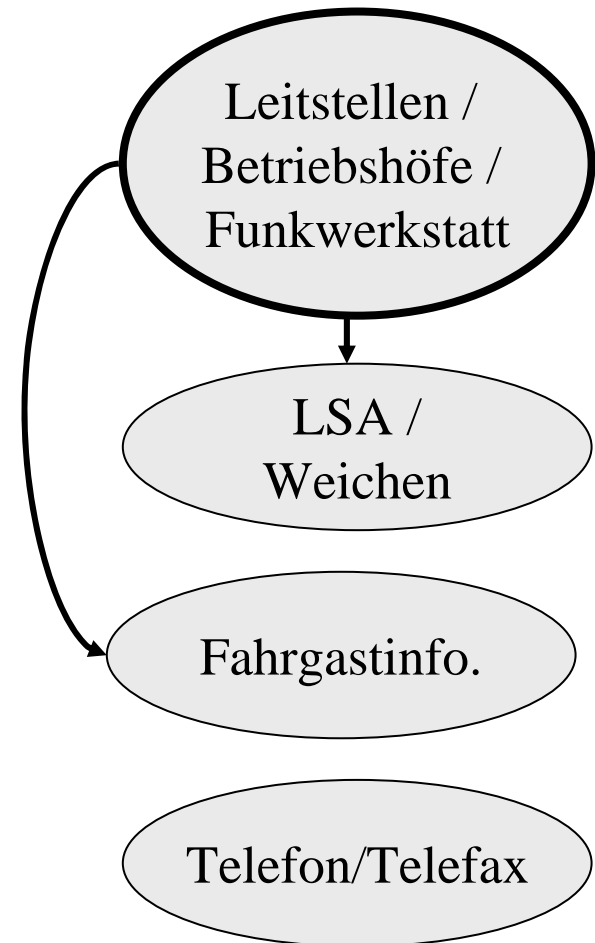 Leitstellen /
Betriebshöfe /
Funkwerkstatt
LSA /
Weichen
Fahrgastinfo.
Telefon/Telefax